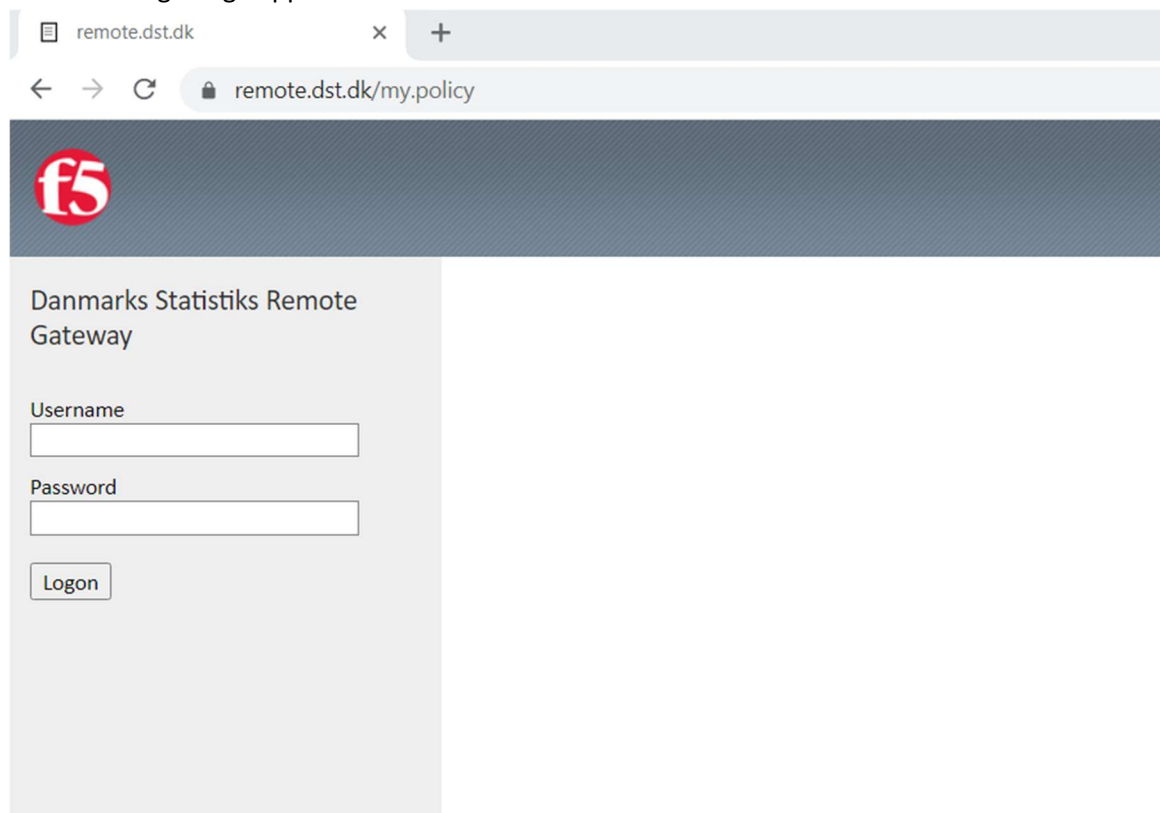 remote.dst.dk
remote.dst.dk/my.policy
f5
Danmarks Statistiks Remote
Gateway
Username
Password
Logon